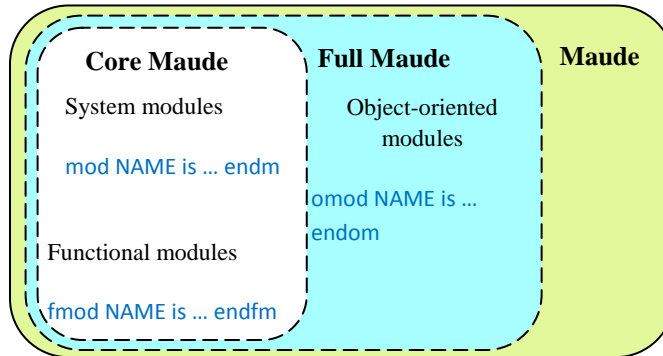 Core Maude
System modules
mod NAME is … endm
Functional modules
fmod NAME is … endfm
Full Maude
Object-oriented
modules
omod NAME is …
endom
Maude